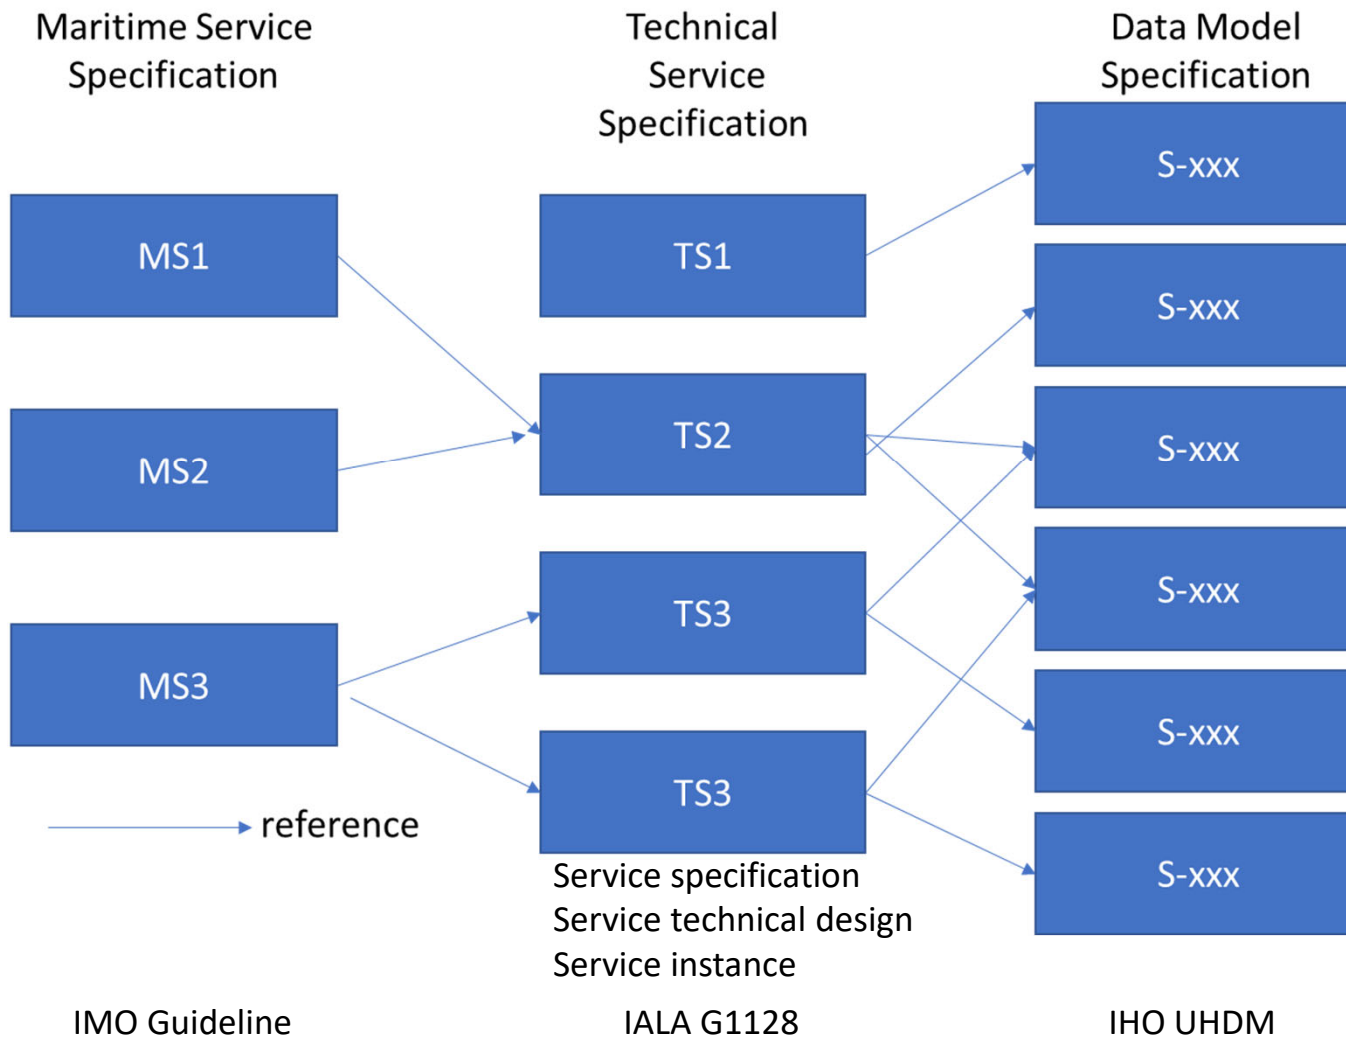 Maritime Service
Specification
Technical
Service
Specification
Data Model
Specification
MS1
MS2
MS3
reference
TS1
TS2
TS3
TS3
Service specification
Service technical design
Service instance
S-xxx
S-xxx
S-xxx
S-xxx
S-xxx
S-xxx
IMO Guideline
IALA G1128
IHO UHDM